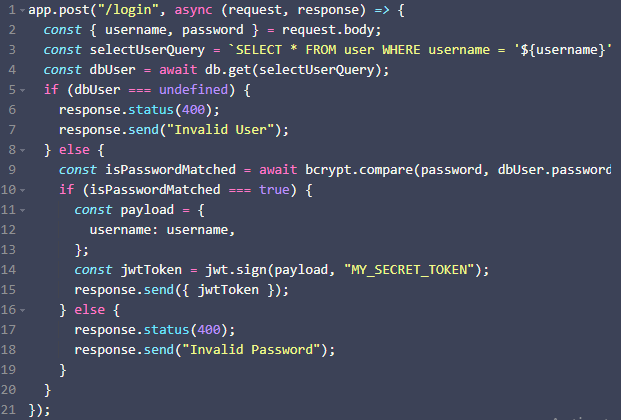 1 app.post("/login", async (request, response) => {
2 const { username, password } = request.body;
3 const selectUserQuery = `SELECT * FROM user WHERE username = '${username}'
4 const dbUser = await db.get(selectUserQuery);
5 if (dbUser === undefined) {
6 response.status(400);
7 response.send("Invalid User");
8 } else {
9 const isPasswordMatched = await bcrypt.compare(password, dbUser.password
10 if (isPasswordMatched === true) {
11 const payload = {
12 username: username,
13 };
14 const jwtToken = jwt.sign(payload, "MY_SECRET_TOKEN");
15 response.send({ jwtToken });
16 } else {
17 response.status(400);
18 response.send("Invalid Password");
19 }
20 }
21 });